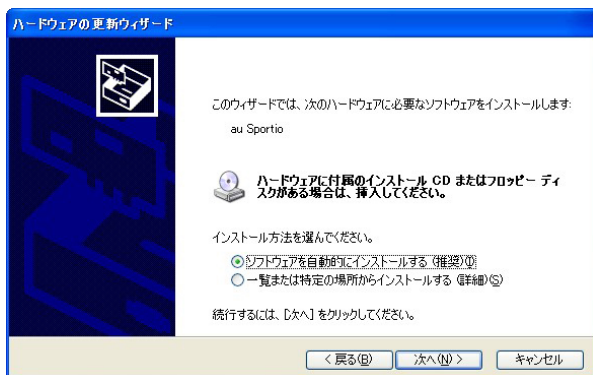 ハードウェアの更新ウィザード
このウィザードでは、次のハードウェアに必要なソフトウェアをインストールします:
au Sportio
ハードウェアに付属のインストール CD またはフロッピー ディ
スクがある場合は、挿入してください。
インストール方法を選んでください。
ソフトウェアを自動的にインストールする (推奨)(I)
一覧または特定の場所からインストールする (詳細)(S)
続行するには、[次へ] をクリックしてください。
< 戻る(B) 次へ(N) > キャンセル